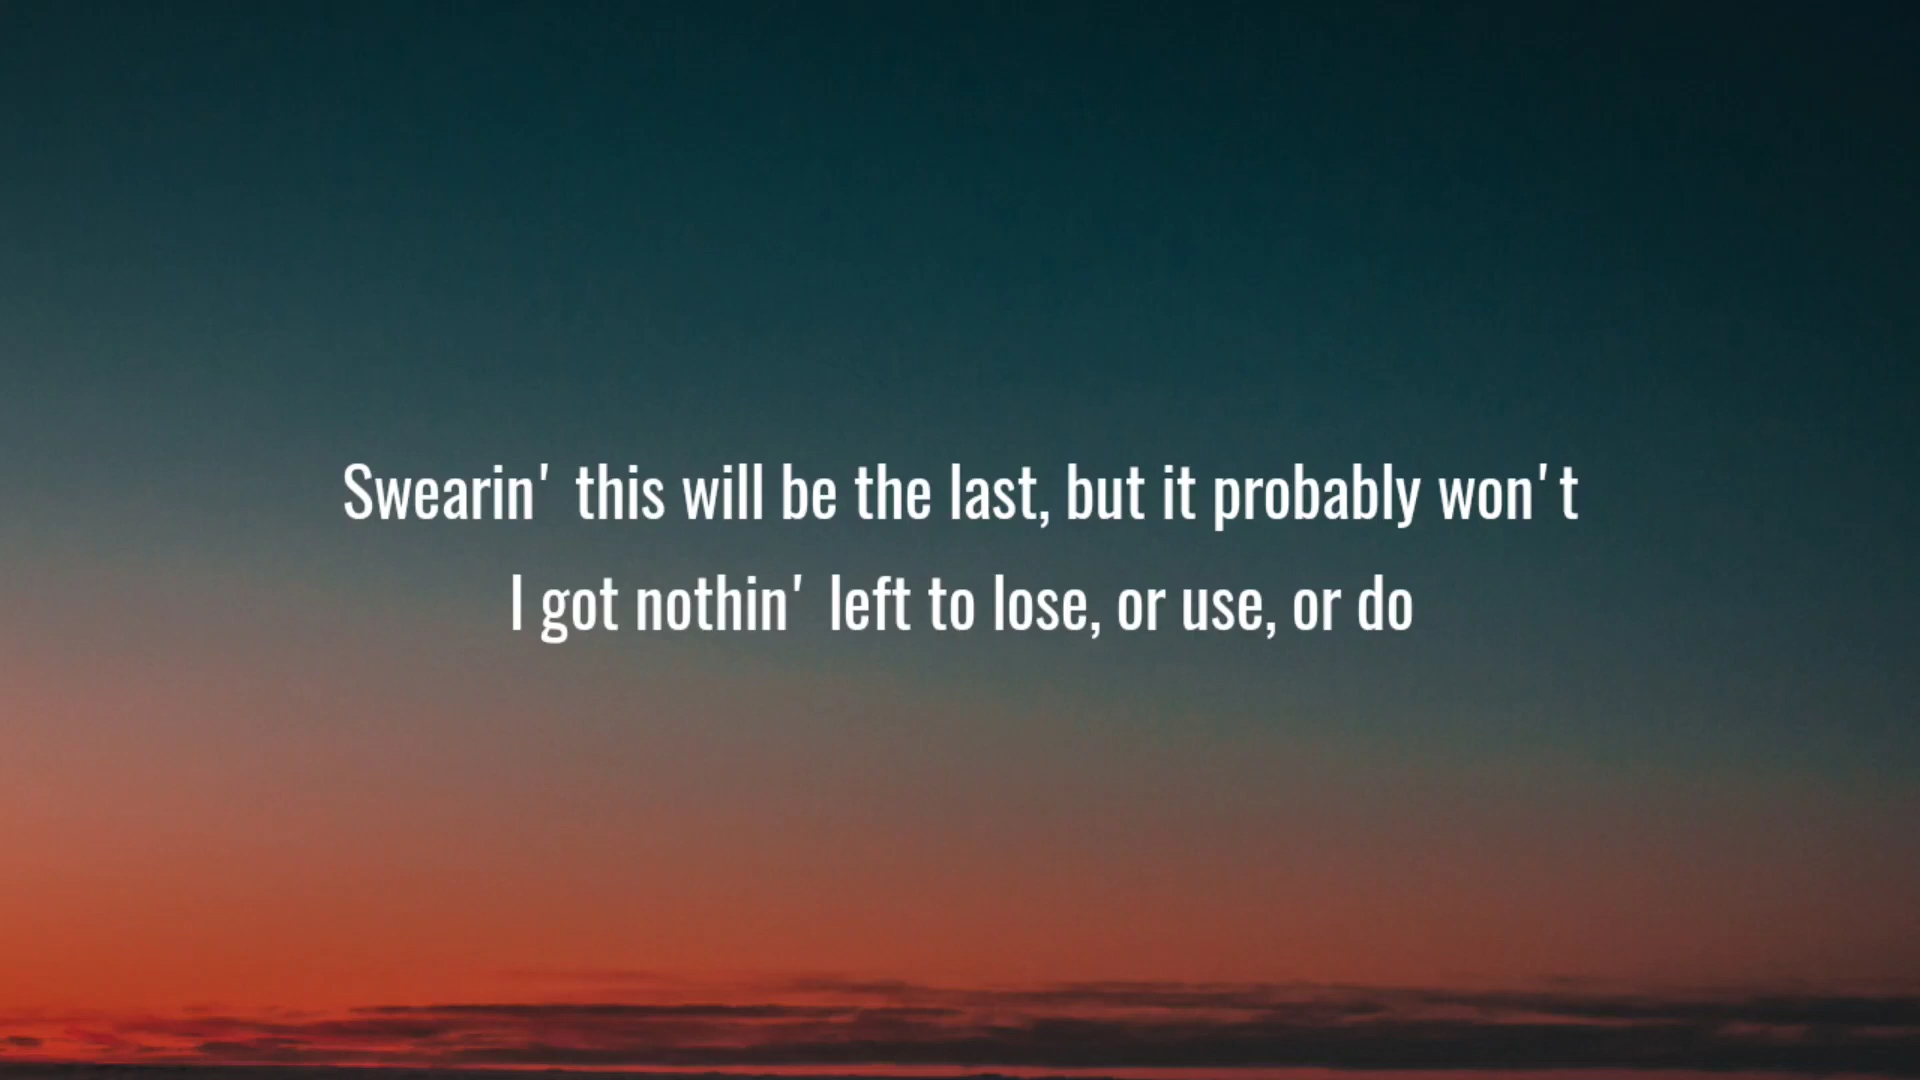 Swearin' this will be the last, but it probably won't
I got nothin' left to lose, or use, or do